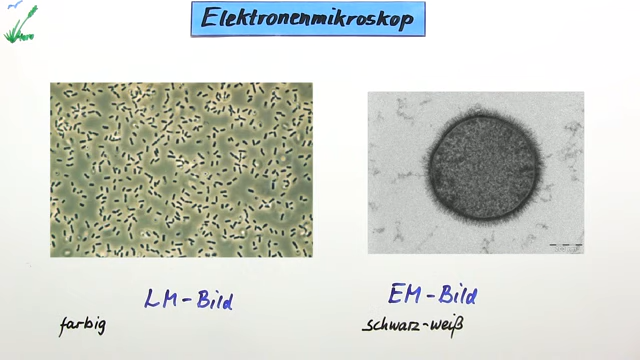 Elektronenmikroskop
LM-Bild
EM-Bild
farbig
schwarz-weiß